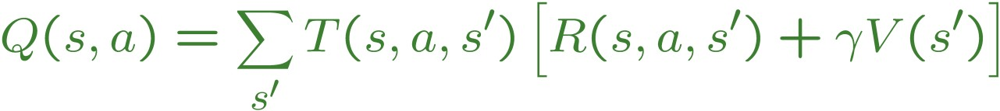 Q(s, a) = ∑_{s′} T(s, a, s′) [R(s, a, s′) + γV(s′)]